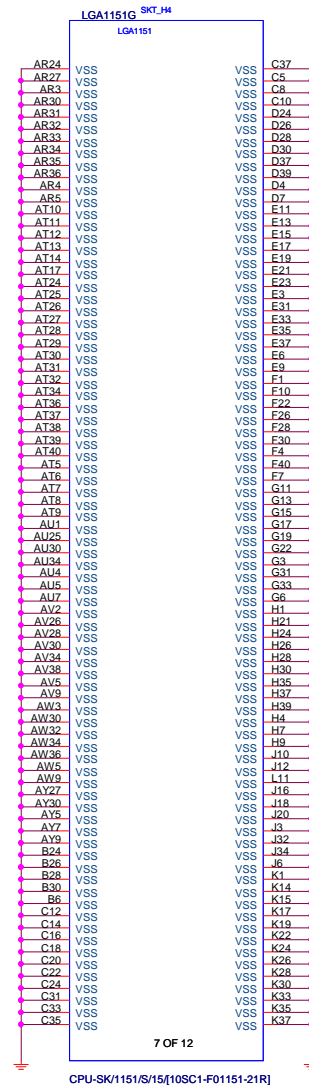 LGA1151G SKT_H4
LGA1151
AR24 VSS VSS C37
AR27 VSS VSS C5
AR3 VSS VSS C8
AR30 VSS VSS C10
AR31 VSS VSS D24
AR32 VSS VSS D26
AR33 VSS VSS D28
AR34 VSS VSS D30
AR35 VSS VSS D37
AR36 VSS VSS D39
AR4 VSS VSS D4
AR5 VSS VSS D7
AT10 VSS VSS E11
AT11 VSS VSS E13
AT12 VSS VSS E15
AT13 VSS VSS E17
AT14 VSS VSS E19
AT17 VSS VSS E21
AT24 VSS VSS E23
AT25 VSS VSS E3
AT26 VSS VSS E31
AT27 VSS VSS E33
AT28 VSS VSS E35
AT29 VSS VSS E37
AT30 VSS VSS E6
AT31 VSS VSS E9
AT32 VSS VSS F1
AT34 VSS VSS F10
AT36 VSS VSS F22
AT37 VSS VSS F26
AT38 VSS VSS F28
AT39 VSS VSS F30
AT40 VSS VSS F4
AT5 VSS VSS F40
AT6 VSS VSS F7
AT7 VSS VSS G11
AT8 VSS VSS G13
AT9 VSS VSS G15
AU1 VSS VSS G17
AU25 VSS VSS G19
AU30 VSS VSS G22
AU34 VSS VSS G3
AU4 VSS VSS G31
AU5 VSS VSS G33
AU7 VSS VSS G6
AV2 VSS VSS H1
AV26 VSS VSS H21
AV28 VSS VSS H24
AV30 VSS VSS H26
AV34 VSS VSS H28
AV38 VSS VSS H30
AV5 VSS VSS H35
AV9 VSS VSS H37
AW3 VSS VSS H39
AW30 VSS VSS H4
AW32 VSS VSS H7
AW34 VSS VSS H9
AW36 VSS VSS J10
AW5 VSS VSS J12
AW9 VSS VSS L11
AY27 VSS VSS J16
AY30 VSS VSS J18
AY5 VSS VSS J20
AY7 VSS VSS J3
AY9 VSS VSS J32
B24 VSS VSS J34
B26 VSS VSS J6
B28 VSS VSS K1
B30 VSS VSS K14
B6 VSS VSS K15
C12 VSS VSS K17
C14 VSS VSS K19
C16 VSS VSS K22
C18 VSS VSS K24
C20 VSS VSS K26
C22 VSS VSS K28
C24 VSS VSS K30
C31 VSS VSS K33
C33 VSS VSS K35
C35 VSS VSS K37
7 OF 12
CPU-SK/1151/S/15/[10SC1-F01151-21R]